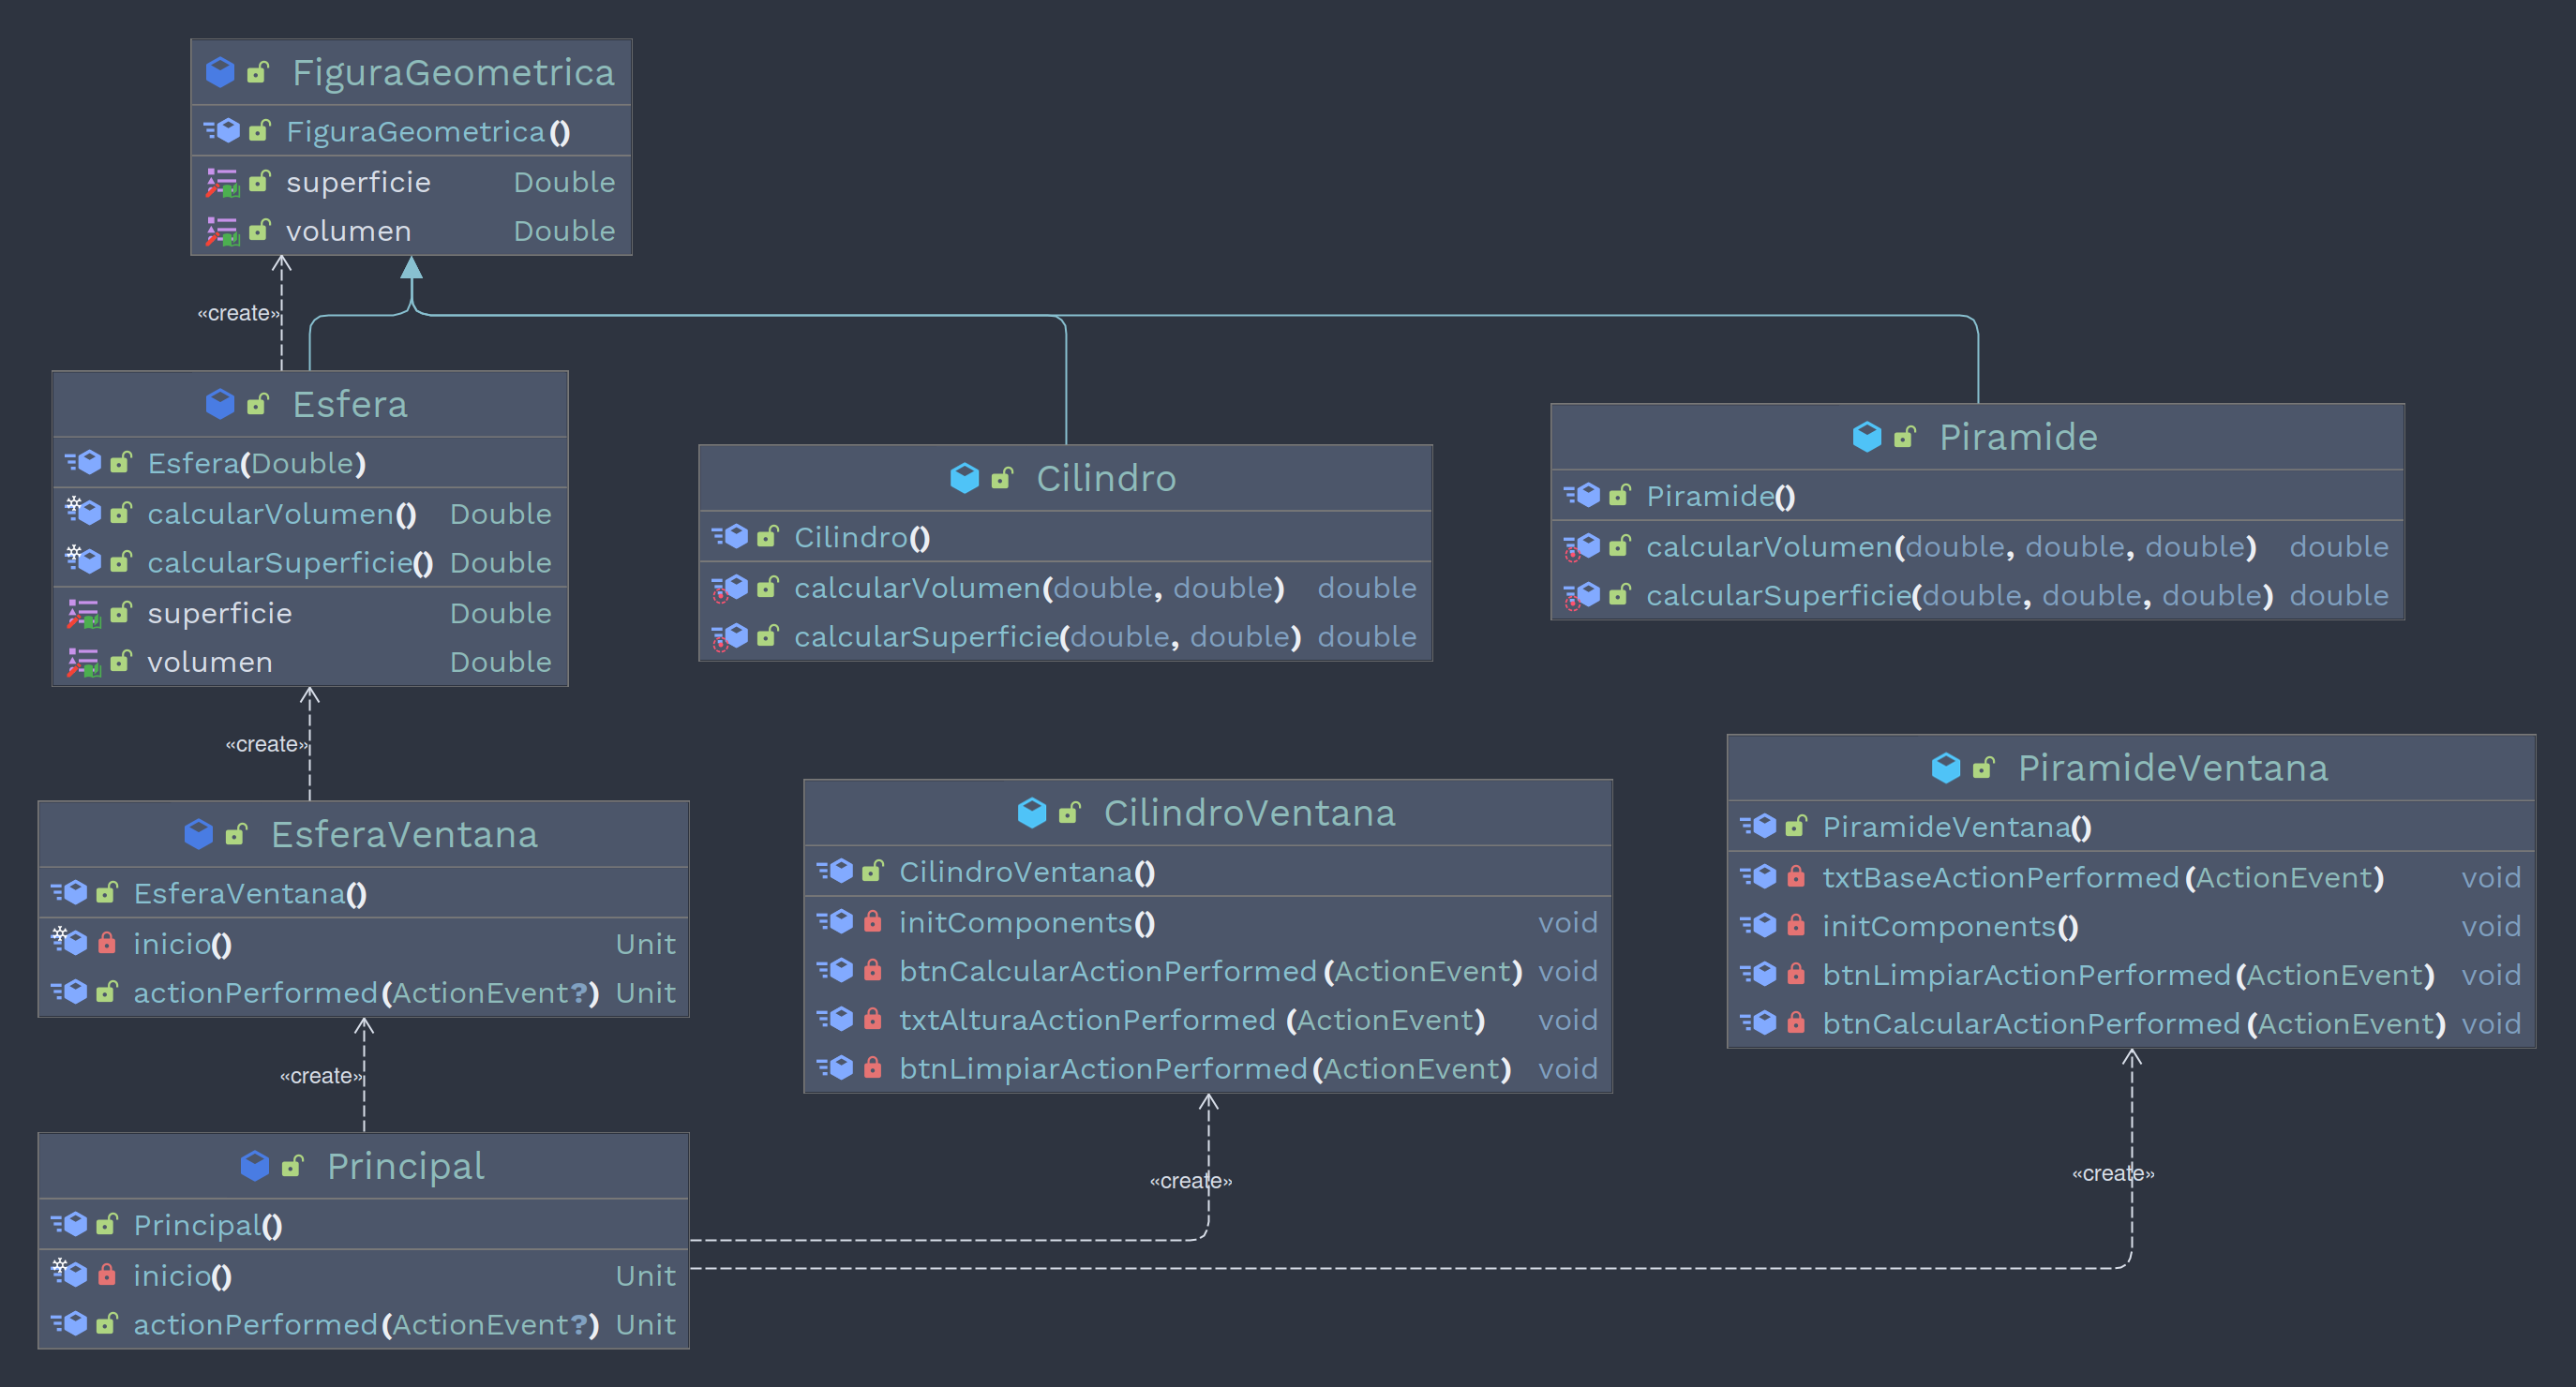 FiguraGeometrica
FiguraGeometrica()
superficie Double
volumen Double
«create»
Esfera
Esfera(Double)
calcularVolumen() Double
calcularSuperficie() Double
superficie Double
volumen Double
Cilindro
Cilindro()
calcularVolumen(double, double) double
calcularSuperficie(double, double) double
Piramide
Piramide()
calcularVolumen(double, double, double) double
calcularSuperficie(double, double, double) double
«create»
EsferaVentana
EsferaVentana()
inicio() Unit
actionPerformed(ActionEvent?) Unit
CilindroVentana
CilindroVentana()
initComponents() void
btnCalcularActionPerformed(ActionEvent) void
txtAlturaActionPerformed (ActionEvent) void
btnLimpiarActionPerformed(ActionEvent) void
PiramideVentana
PiramideVentana()
txtBaseActionPerformed(ActionEvent) void
initComponents() void
btnLimpiarActionPerformed(ActionEvent) void
btnCalcularActionPerformed(ActionEvent) void
«create»
Principal
Principal()
inicio() Unit
actionPerformed(ActionEvent?) Unit
«create»
«create»